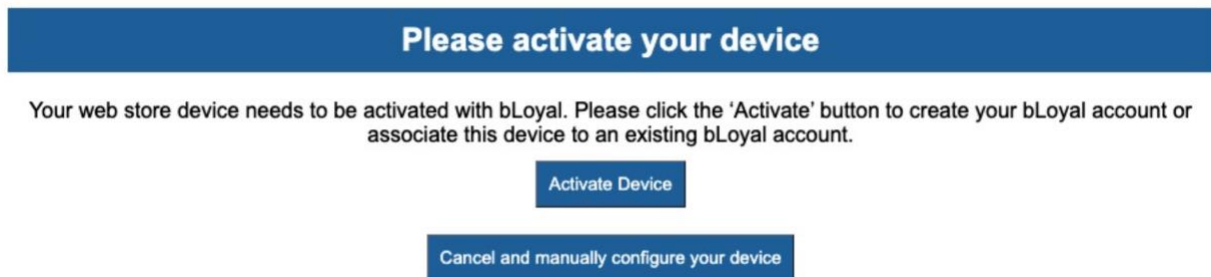 Please activate your device
Your web store device needs to be activated with bLoyal. Please click the ‘Activate’ button to create your bLoyal account or
associate this device to an existing bLoyal account.
Activate Device
Cancel and manually configure your device